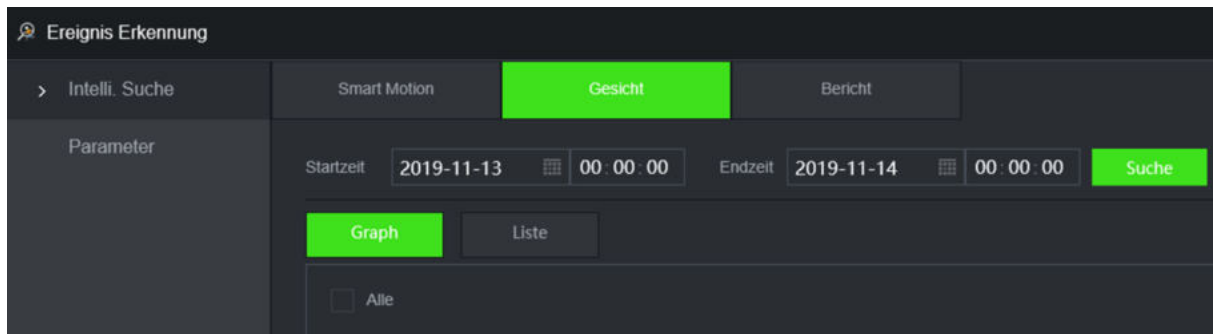 Ereignis Erkennung
> Intelli. Suche Smart Motion Gesicht Bericht
Parameter
Startzeit 2019-11-13 00:00:00 Endzeit 2019-11-14 00:00:00 Suche
Graph Liste
Alle